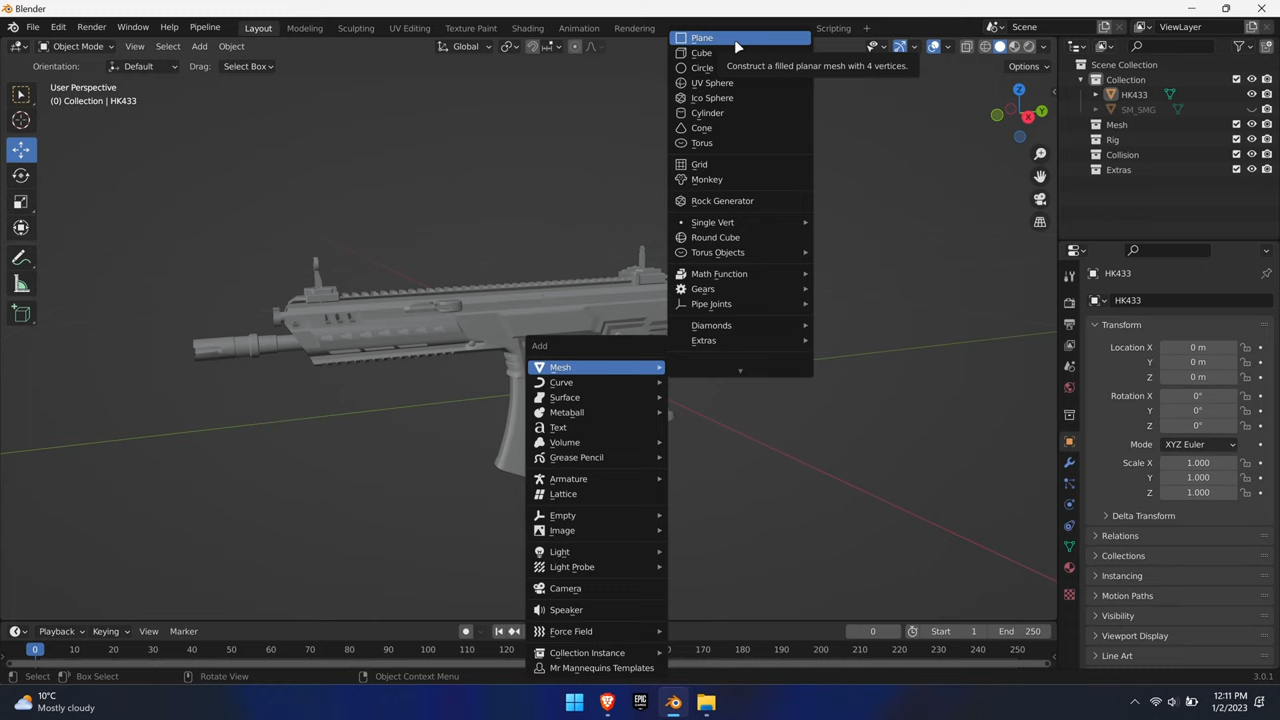 Blender
File Edit Render Window Help Pipeline Layout Modeling Sculpting UV Editing Texture Paint Shading Animation Rendering Scripting Scene ViewLayer
Object Mode View Select Add Object Global Options
Orientation: Default Drag: Select Box
User Perspective
(0) Collection | HK433
Plane
Construct a filled planar mesh with 4 vertices.
Cube
Circle
UV Sphere
Ico Sphere
Cylinder
Cone
Torus
Grid
Monkey
Rock Generator
Single Vert
Round Cube
Torus Objects
Math Function
Gears
Pipe Joints
Diamonds
Extras
Add
Mesh
Curve
Surface
Metaball
Text
Volume
Grease Pencil
Armature
Lattice
Empty
Image
Light
Light Probe
Camera
Speaker
Force Field
Collection Instance
Mr Mannequins Templates
Z
Y
X
Scene Collection
Collection
HK433
SM_SMG
Mesh
Rig
Collision
Extras
HK433
HK433
Transform
Location X 0 m
Y 0 m
Z 0 m
Rotation X 0°
Y 0°
Z 0°
Mode XYZ Euler
Scale X 1.000
Y 1.000
Z 1.000
Delta Transform
Relations
Collections
Instancing
Motion Paths
Visibility
Viewport Display
Line Art
Playback Keying View Marker 0 Start 1 End 250
0 10 20 30 40 50 60 70 80 90 100 110 120 170 180 190 200 210 220 230 240 250
Select Box Select Rotate View Object Context Menu 3.0.1
10°C
Mostly cloudy
EPIC
GAMES
12:11 PM
1/2/2023